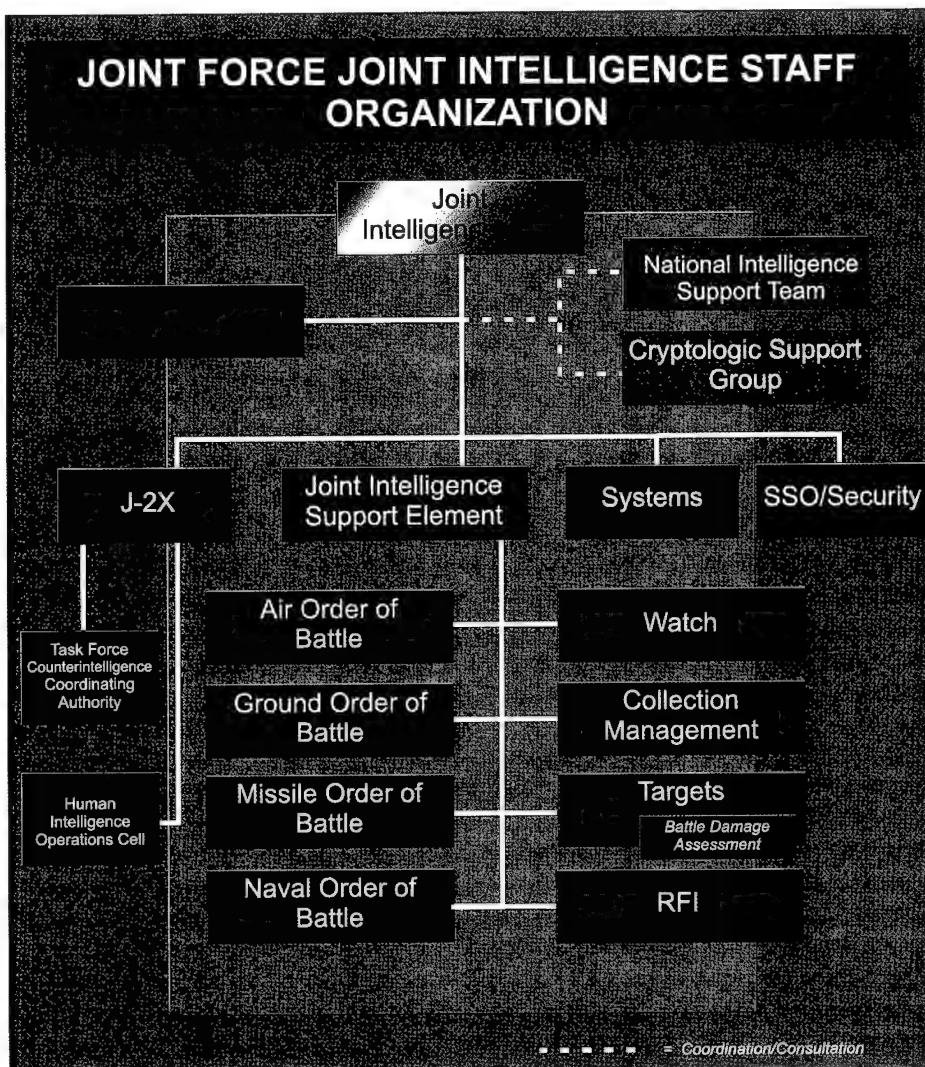 JOINT FORCE JOINT INTELLIGENCE STAFF
ORGANIZATION
Joint
National Intelligence
Support Team
Cryptologic Support
Group
J-2X
Joint Intelligence
Support Element
Systems
SSO/Security
Air Order of
Battle
Watch
Task Force
Counterintelligence
Coordinating
Authority
Ground Order of
Battle
Collection
Management
Missile Order of
Battle
Targets
Battle Damage
Assessment
Human
Intelligence
Operations Cell
Naval Order of
Battle
RFI
= Coordination/Consultation